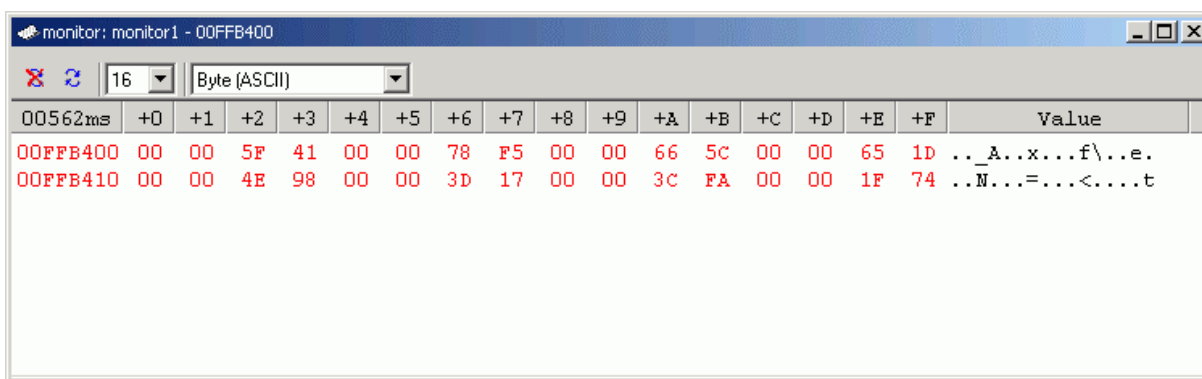 monitor: monitor1 - 00FFB400
16 Byte (ASCII)
00562ms +0 +1 +2 +3 +4 +5 +6 +7 +8 +9 +A +B +C +D +E +F Value
00FFB400 00 00 5F 41 00 00 78 F5 00 00 66 5C 00 00 65 1D .._A..x...f\..e.
00FFB410 00 00 4E 98 00 00 3D 17 00 00 3C FA 00 00 1F 74 ..N...=...<....t